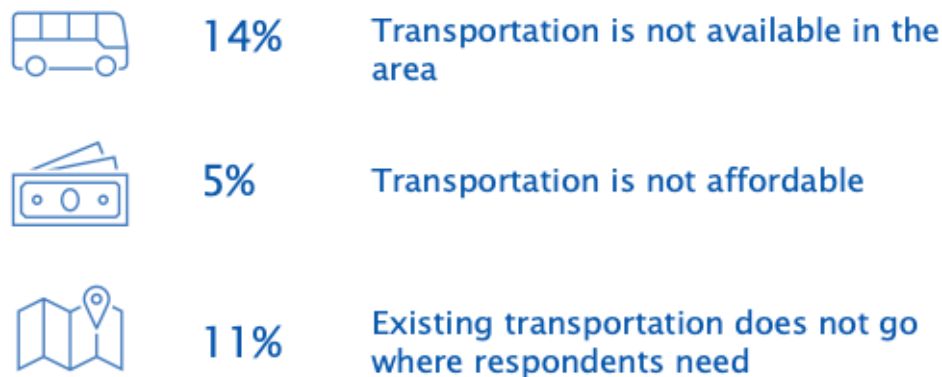 14%
Transportation is not available in the
area
5%
Transportation is not affordable
11%
Existing transportation does not go
where respondents need